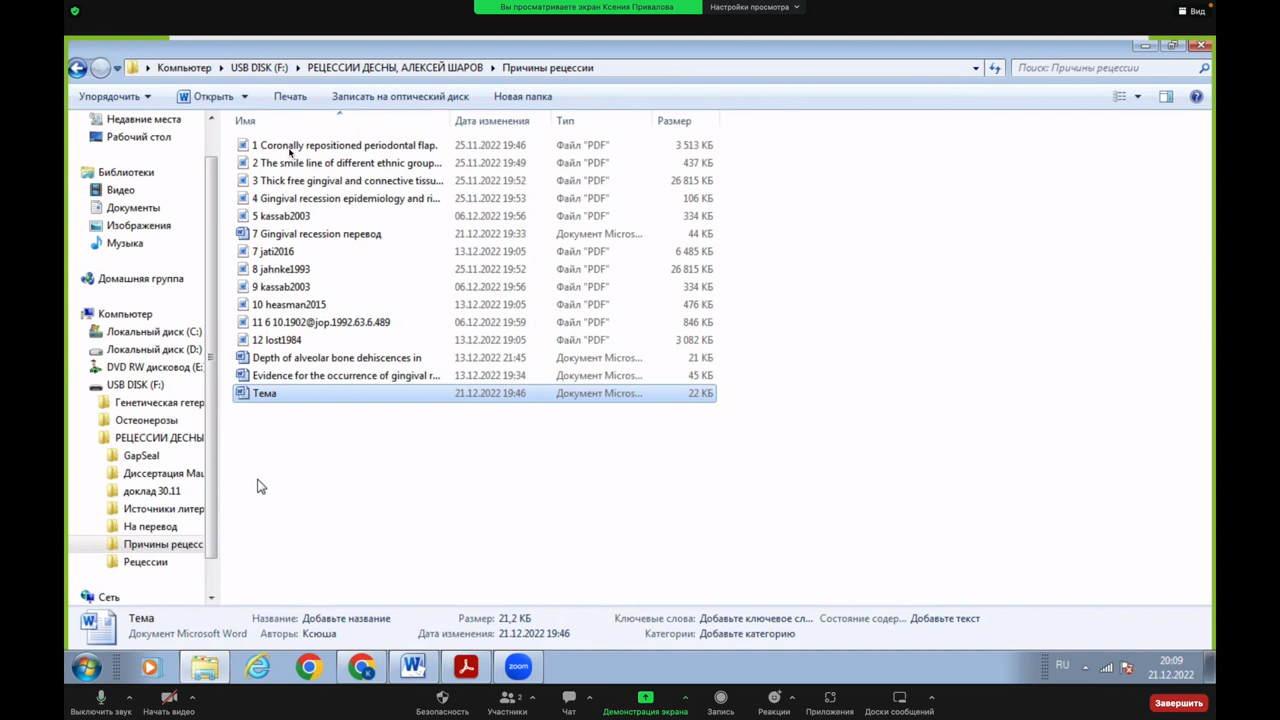 Вы просматриваете экран Ксения Привалова
Настройки просмотра
Вид
Компьютер
USB DISK (F:)
РЕЦЕССИИ ДЕСНЫ, АЛЕКСЕЙ ШАРОВ
Причины рецессии
Поиск: Причины рецессии
Упорядочить
Открыть
Печать
Записать на оптический диск
Новая папка
Недавние места
Рабочий стол
Библиотеки
Видео
Документы
Изображения
Музыка
Домашняя группа
Компьютер
Локальный диск (C:)
Локальный диск (D:)
DVD RW дисковод (E:
USB DISK (F:)
Генетическая гетер
Остеонерозы
РЕЦЕССИИ ДЕСНЫ
GapSeal
Диссертация Мац
доклад 30.11
Источники литер
На перевод
Причины рецесс
Рецессии
Сеть
Имя Дата изменения Тип Размер
1 Coronally repositioned periodontal flap. 25.11.2022 19:46 Файл "PDF" 3 513 КБ
2 The smile line of different ethnic group... 25.11.2022 19:49 Файл "PDF" 437 КБ
3 Thick free gingival and connective tissu... 25.11.2022 19:52 Файл "PDF" 26 815 КБ
4 Gingival recession epidemiology and ri... 25.11.2022 19:53 Файл "PDF" 106 КБ
5 kassab2003 06.12.2022 19:56 Файл "PDF" 334 КБ
7 Gingival recession перевод 21.12.2022 19:33 Документ Micros... 44 КБ
7 jati2016 13.12.2022 19:05 Файл "PDF" 6 485 КБ
8 jahnke1993 25.11.2022 19:52 Файл "PDF" 26 815 КБ
9 kassab2003 06.12.2022 19:56 Файл "PDF" 334 КБ
10 heasman2015 13.12.2022 19:05 Файл "PDF" 476 КБ
11 6 10.1902@jop.1992.63.6.489 06.12.2022 19:59 Файл "PDF" 846 КБ
12 lost1984 13.12.2022 19:05 Файл "PDF" 3 082 КБ
Depth of alveolar bone dehiscences in 13.12.2022 21:45 Документ Micros... 21 КБ
Evidence for the occurrence of gingival r... 13.12.2022 19:34 Документ Micros... 45 КБ
Тема 21.12.2022 19:46 Документ Micros... 22 КБ
Тема Название: Добавьте название Размер: 21,2 КБ Ключевые слова: Добавьте ключевое сл... Состояние содер... Добавьте текст
Документ Microsoft Word Авторы: Ксюша Дата изменения: 21.12.2022 19:46 Категории: Добавьте категорию
K
zoom
RU
20:09
21.12.2022
2
Выключить звук
Начать видео
Безопасность
Участники
Чат
Демонстрация экрана
Запись
Реакции
Приложения
Доски сообщений
Завершить